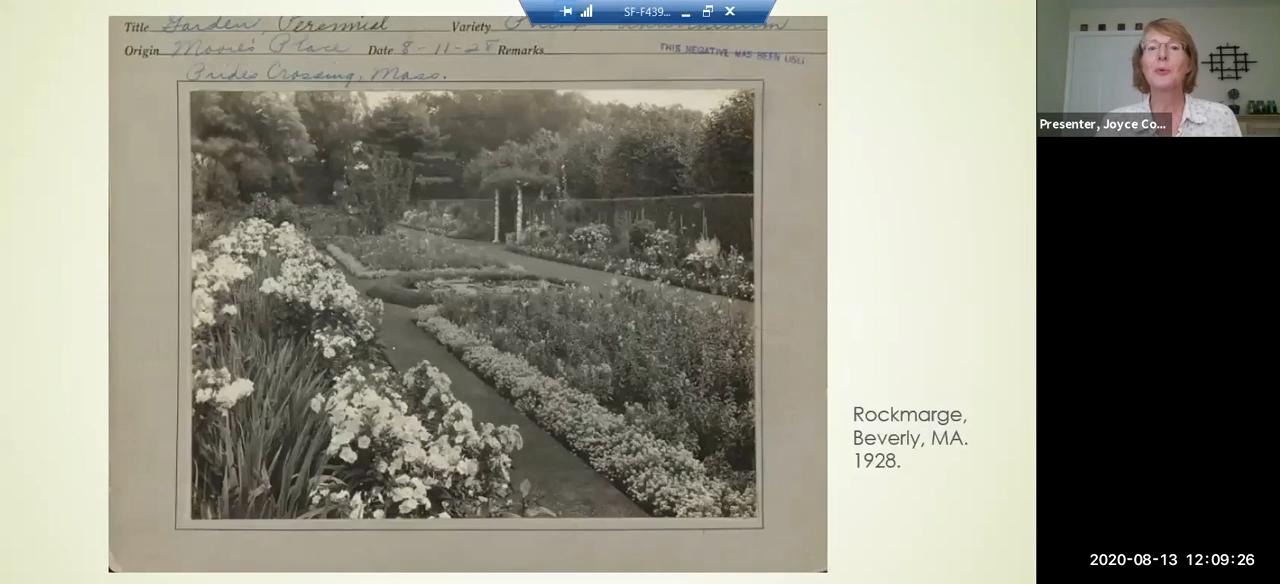 SF-F439...
Title Garden, Perennial Variety
Origin Moore's Place Date 8-11-28 Remarks
THIS NEGATIVE HAS BEEN
Prides Crossing, Mass.
Presenter, Joyce Co...
Rockmarge,
Beverly, MA.
1928.
2020-08-13 12:09:26